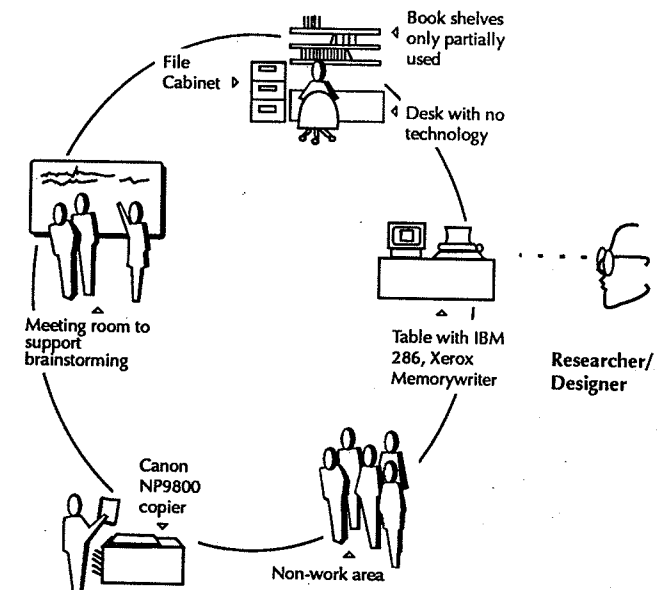 Book shelves
only partially
used
File
Cabinet
Desk with no
technology
Meeting room to
support
brainstorming
Table with IBM
286, Xerox
Memorywriter
Researcher/
Designer
Canon
NP9800
copier
Non-work area